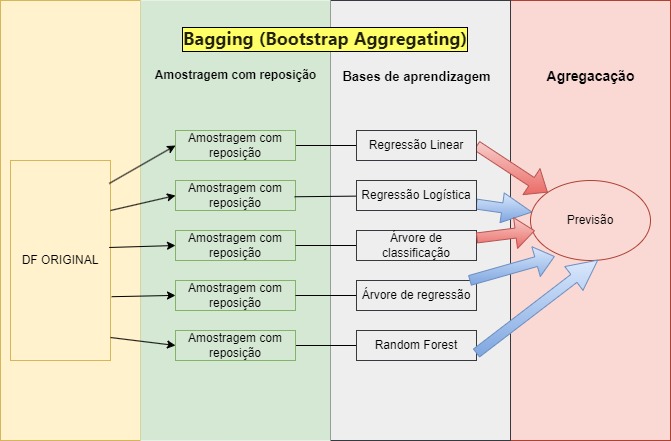 Bagging (Bootstrap Aggregating)
Amostragem com reposição
Bases de aprendizagem
Agregacação
DF ORIGINAL
Amostragem com
reposição
Regressão Linear
Amostragem com
reposição
Regressão Logística
Amostragem com
reposição
Árvore de
classificação
Amostragem com
reposição
Árvore de regressão
Amostragem com
reposição
Random Forest
Previsão